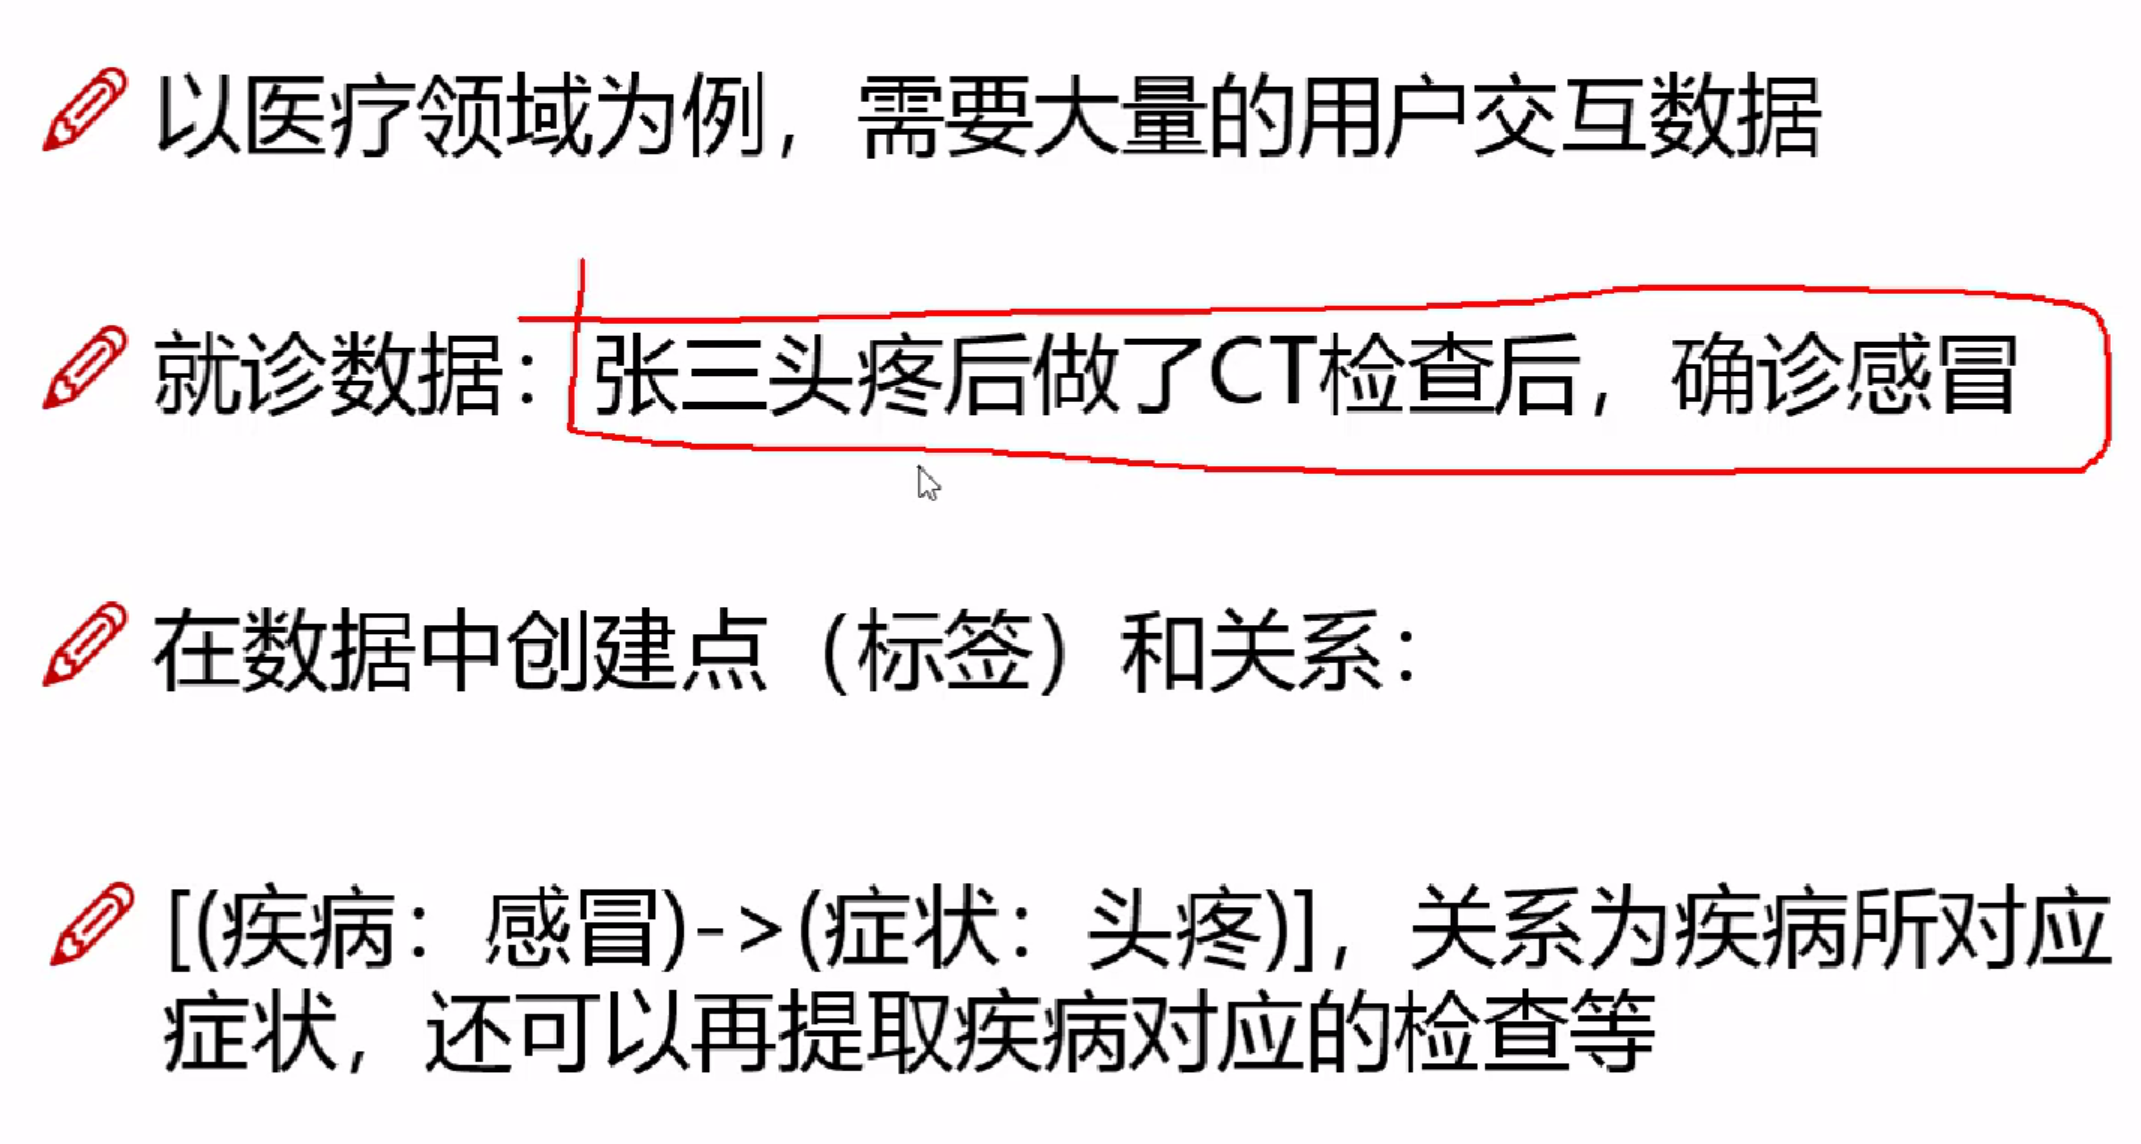 以医疗领域为例，需要大量的用户交互数据
就诊数据：张三头疼后做了CT检查后，确诊感冒
在数据中创建点（标签）和关系：
[(疾病：感冒)->(症状：头疼)]，关系为疾病所对应
症状，还可以再提取疾病对应的检查等